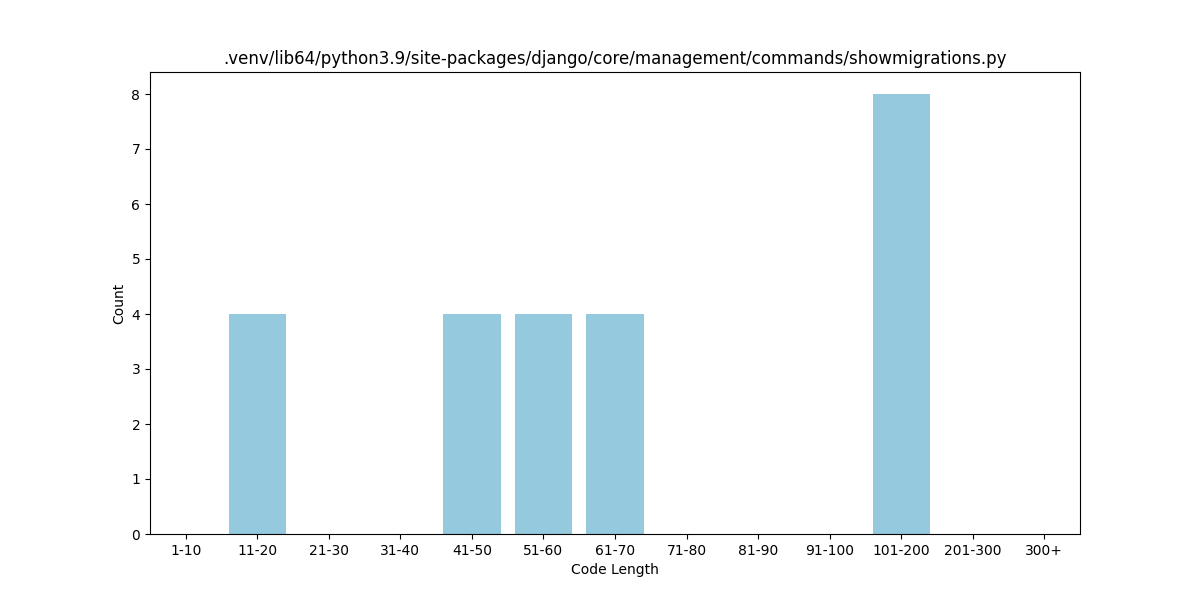 .venv/lib64/python3.9/site-packages/django/core/management/commands/showmigrations.py
8
7
6
5
4
3
2
1
0
Count
1-10 11-20 21-30 31-40 41-50 51-60 61-70 71-80 81-90 91-100 101-200 201-300 300+
Code Length